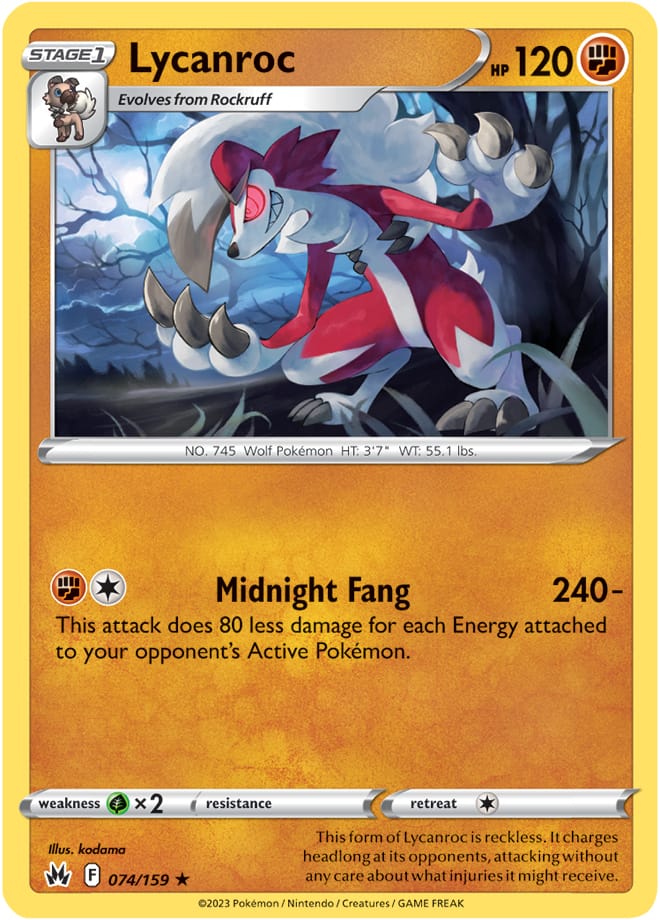 STAGE 1
Lycanroc
HP 120
Evolves from Rockruff
NO. 745 Wolf Pokémon HT: 3'7" WT: 55.1 lbs.
Midnight Fang 240-
This attack does 80 less damage for each Energy attached
to your opponent's Active Pokémon.
weakness ×2 resistance retreat
Illus. kodama
F 074/159 ★
This form of Lycanroc is reckless. It charges
headlong at its opponents, attacking without
any care about what injuries it might receive.
©2023 Pokémon / Nintendo / Creatures / GAME FREAK